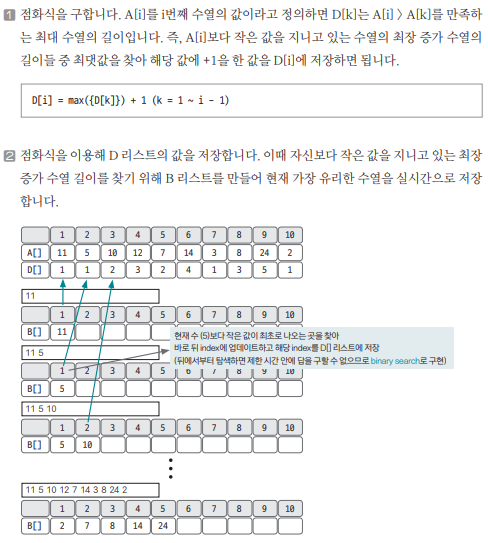 1 점화식을 구합니다. A[i]를 i번째 수열의 값이라고 정의하면 D[k]는 A[i] > A[k]를 만족하
는 최대 수열의 길이입니다. 즉, A[i]보다 작은 값을 지니고 있는 수열의 최장 증가 수열의
길이들 중 최댓값을 찾아 해당 값에 +1을 한 값을 D[i]에 저장하면 됩니다.
D[i] = max({D[k]}) + 1 (k = 1 ~ i - 1)
2 점화식을 이용해 D 리스트의 값을 저장합니다. 이때 자신보다 작은 값을 지니고 있는 최장
증가 수열 길이를 찾기 위해 B 리스트를 만들어 현재 가장 유리한 수열을 실시간으로 저장
합니다.
1 2 3 4 5 6 7 8 9 10
A[] 11 5 10 12 7 14 3 8 24 2
D[] 1 1 2 3 2 4 1 3 5 1
11
1 2 3 4 5 6 7 8 9 10
B[] 11
현재 수 (5)보다 작은 값이 최초로 나오는 곳을 찾아
바로 뒤 index에 업데이트하고 해당 index를 D[] 리스트에 저장
(뒤에서부터 탐색하면 제한 시간 안에 답을 구할 수 없으므로 binary search로 구현)
11 5
1 2 3 4 5 6 7 8 9 10
B[] 5
11 5 10
1 2 3 4 5 6 7 8 9 10
B[] 5 10
11 5 10 12 7 14 3 8 24 2
1 2 3 4 5 6 7 8 9 10
B[] 2 7 8 14 24